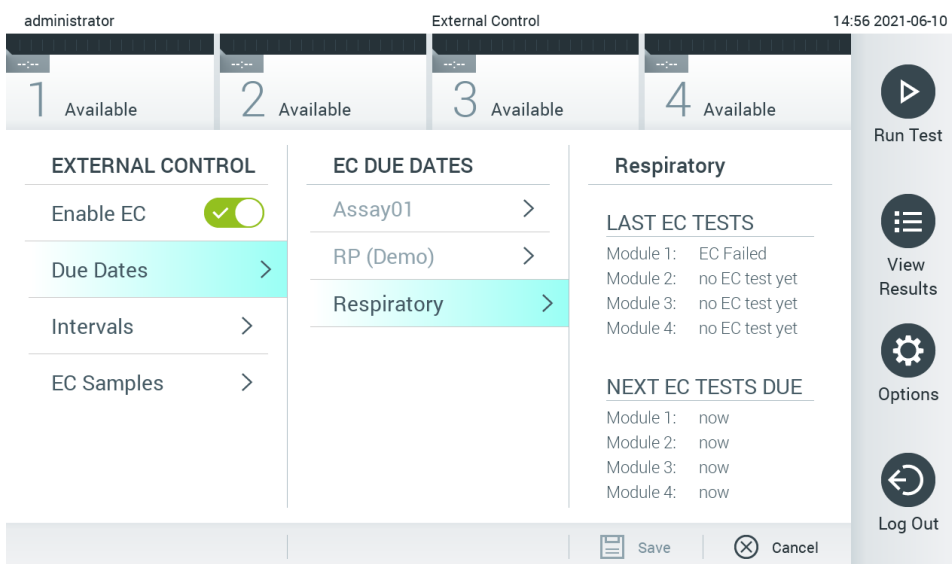 administrator
External Control
14:56 2021-06-10
--:--
1 Available
--:--
2 Available
--:--
3 Available
--:--
4 Available
EXTERNAL CONTROL
Enable EC
Due Dates
Intervals
EC Samples
EC DUE DATES
Assay01
RP (Demo)
Respiratory
Respiratory
LAST EC TESTS
Module 1: EC Failed
Module 2: no EC test yet
Module 3: no EC test yet
Module 4: no EC test yet
NEXT EC TESTS DUE
Module 1: now
Module 2: now
Module 3: now
Module 4: now
Run Test
View
Results
Options
Log Out
Save
Cancel